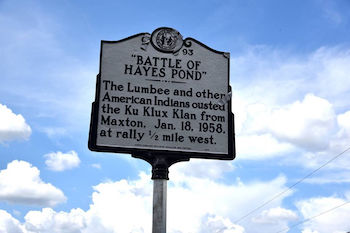 I 93
"BATTLE OF
HAYES POND"
The Lumbee and other
American Indians ousted
the Ku Klux Klan from
Maxton, Jan. 18, 1958,
at rally ½ mile west.